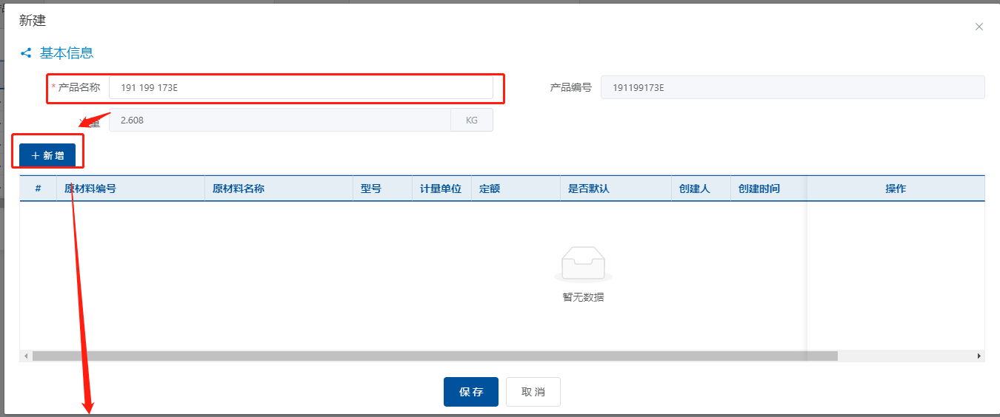 新建
基本信息
* 产品名称 191 199 173E 产品编号 191199173E
重 2.608 KG
+ 新增
# 原材料编号 原材料名称 型号 计量单位 定额 是否默认 创建人 创建时间 操作
暂无数据
保存 取消